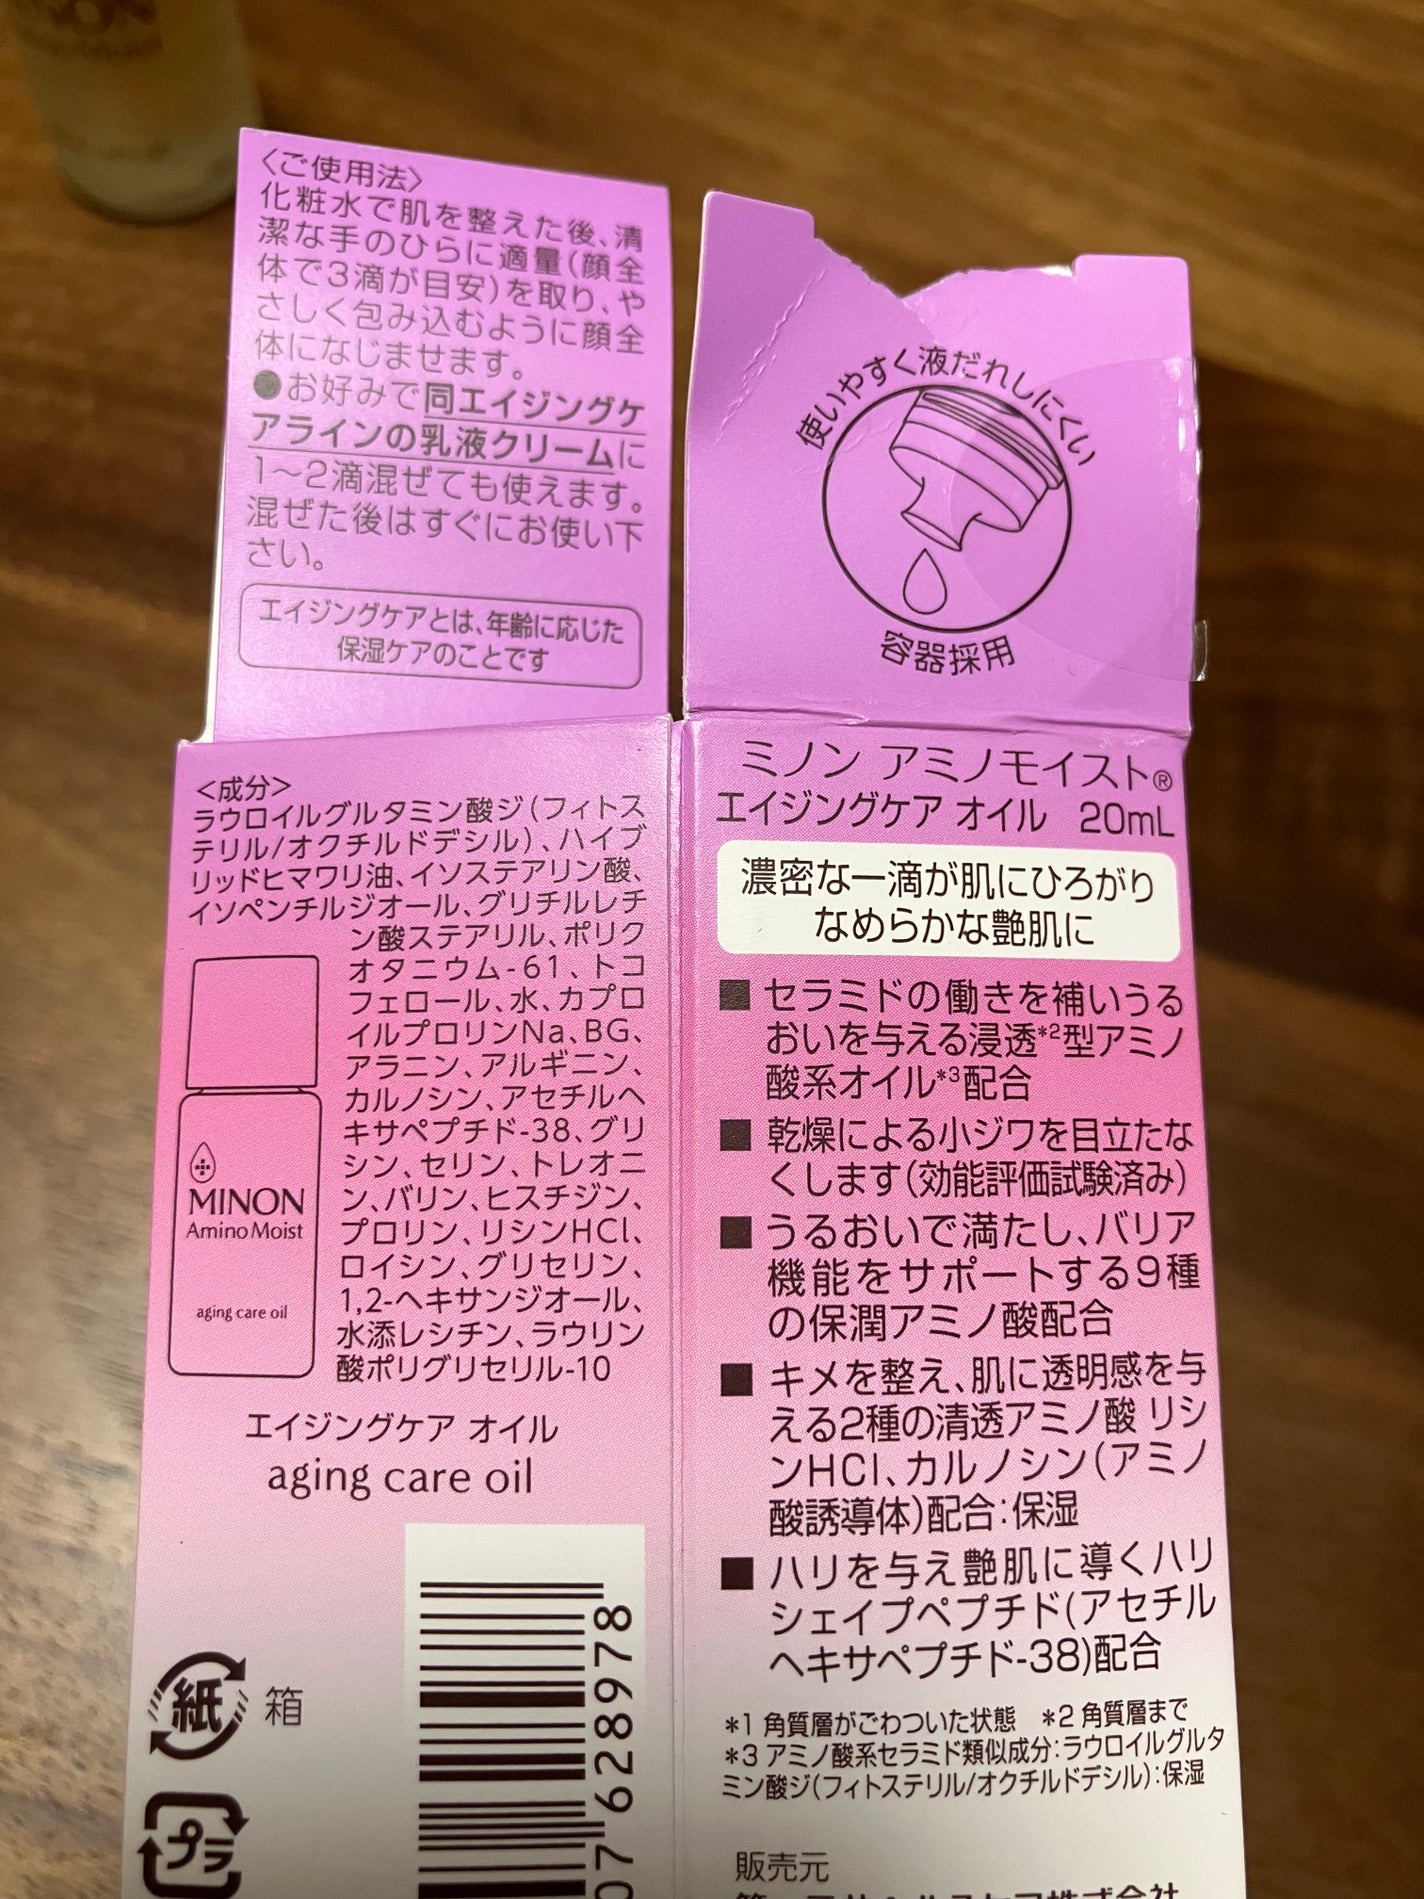 〈ご使用法〉
化粧水で肌を整えた後、清
潔な手のひらに適量(顔全
体で3滴が目安)を取り、や
さしく包み込むように顔全
体になじませます。
●お好みで同エイジングケ
アラインの乳液クリームに
1～2滴混ぜても使えます。
混ぜた後はすぐにお使い下
さい。
エイジングケアとは、年齢に応じた
保湿ケアのことです
使いやすく液だれしにくい
容器採用
<成分>
ラウロイルグルタミン酸ジ(フィトス
テリル/オクチルドデシル)、ハイブ
リッドヒマワリ油、イソステアリン酸、
イソペンチルジオール、グリチルレチ
ン酸ステアリル、ポリク
オタニウム-61、トコ
フェロール、水、カプロ
イルプロリンNa、BG、
アラニン、アルギニン、
カルノシン、アセチルヘ
キサペプチド-38、グリ
シン、セリン、トレオニ
ン、バリン、ヒスチジン、
プロリン、リシンHCl、
ロイシン、グリセリン、
1,2-ヘキサンジオール、
水添レシチン、ラウリン
酸ポリグリセリル-10
MINON
Amino Moist
aging care oil
エイジングケア オイル
aging care oil
紙 箱
プラ
07628978
ミノン アミノモイスト®
エイジングケア オイル 20mL
濃密な一滴が肌にひろがり
なめらかな艶肌に
■ セラミドの働きを補いうる
おいを与える浸透*2型アミノ
酸系オイル*3配合
■ 乾燥による小ジワを目立たな
くします(効能評価試験済み)
■ うるおいで満たし、バリア
機能をサポートする9種
の保潤アミノ酸配合
■ キメを整え、肌に透明感を与
える2種の清透アミノ酸 リシ
ンHCl、カルノシン(アミノ
酸誘導体)配合:保湿
■ ハリを与え艶肌に導くハリ
シェイプペプチド(アセチル
ヘキサペプチド-38)配合
*1 角質層がごわついた状態 *2 角質層まで
*3 アミノ酸系セラミド類似成分:ラウロイルグルタ
ミン酸ジ(フィトステリル/オクチルドデシル):保湿
販売元